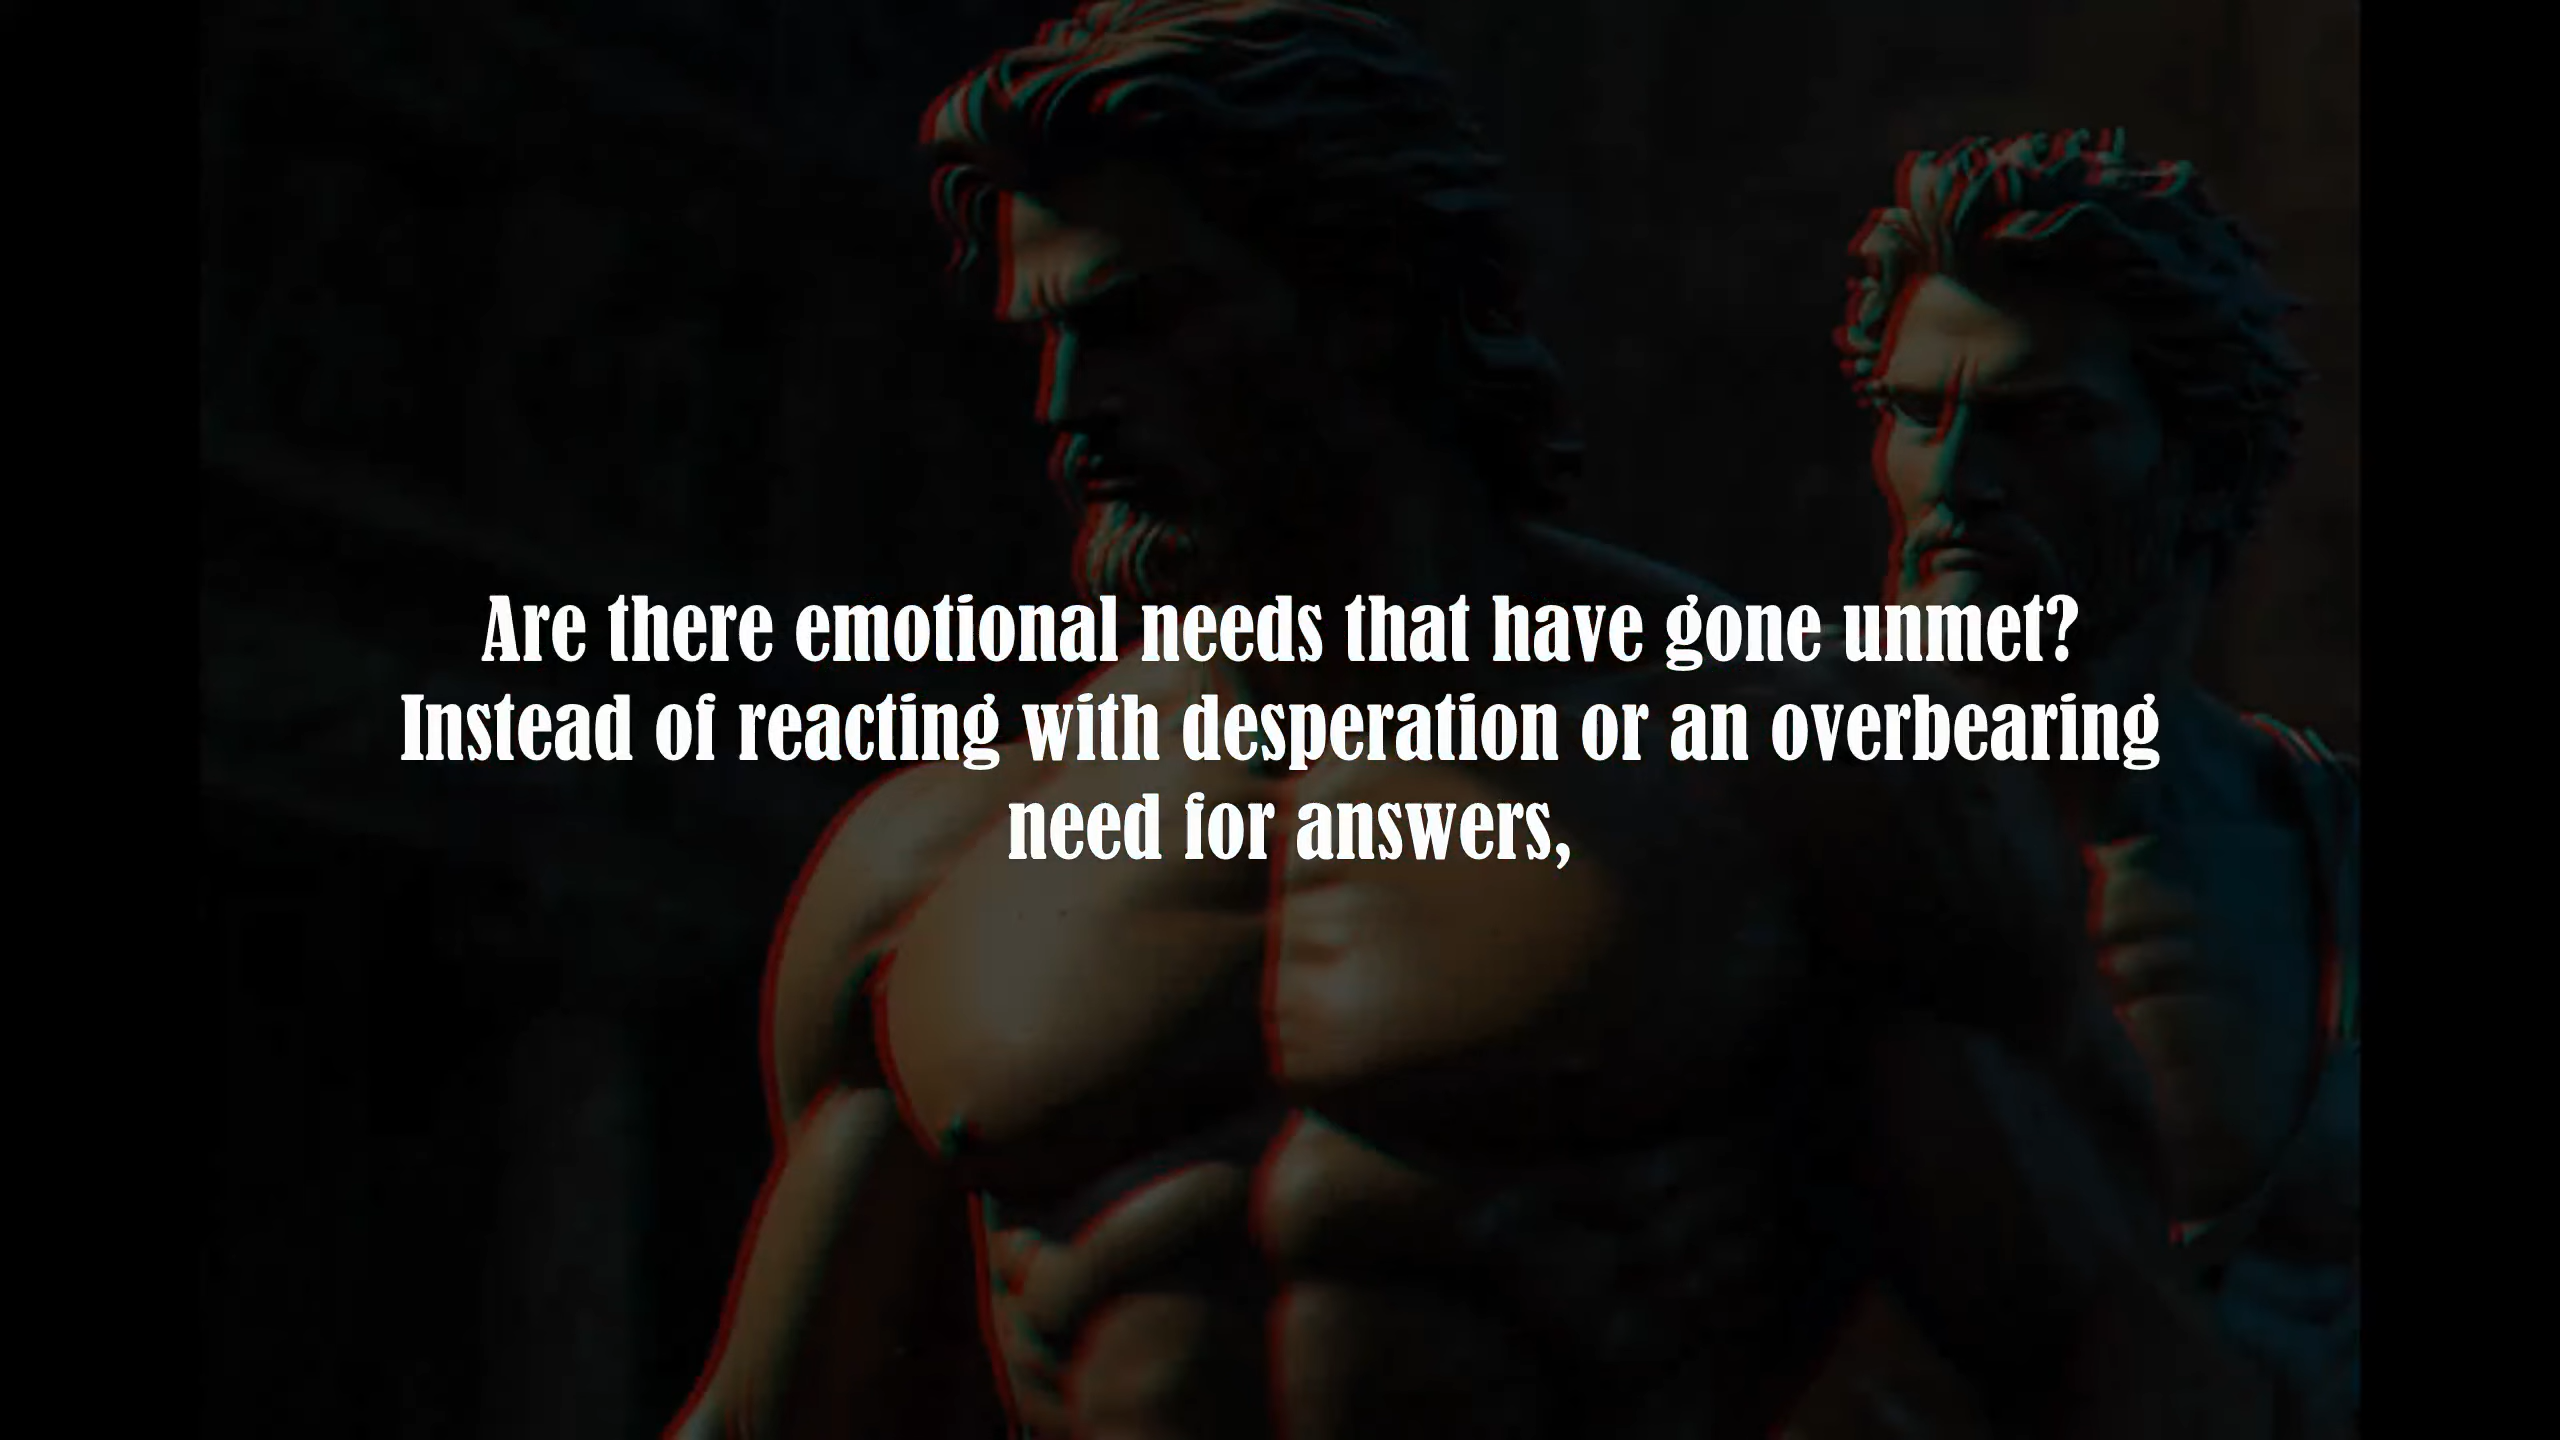 Are there emotional needs that have gone unmet?
Instead of reacting with desperation or an overbearing
need for answers,